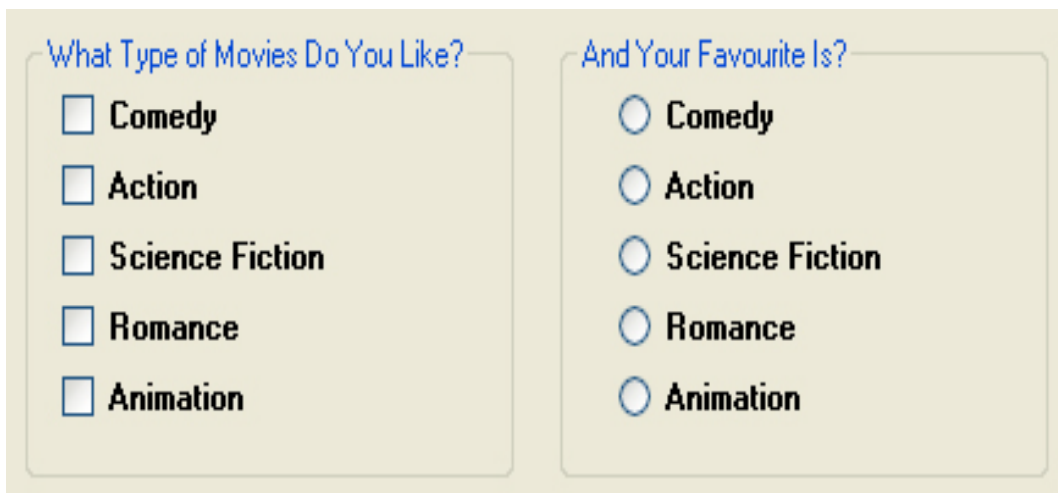 What Type of Movies Do You Like?
Comedy
Action
Science Fiction
Romance
Animation
And Your Favourite Is?
Comedy
Action
Science Fiction
Romance
Animation